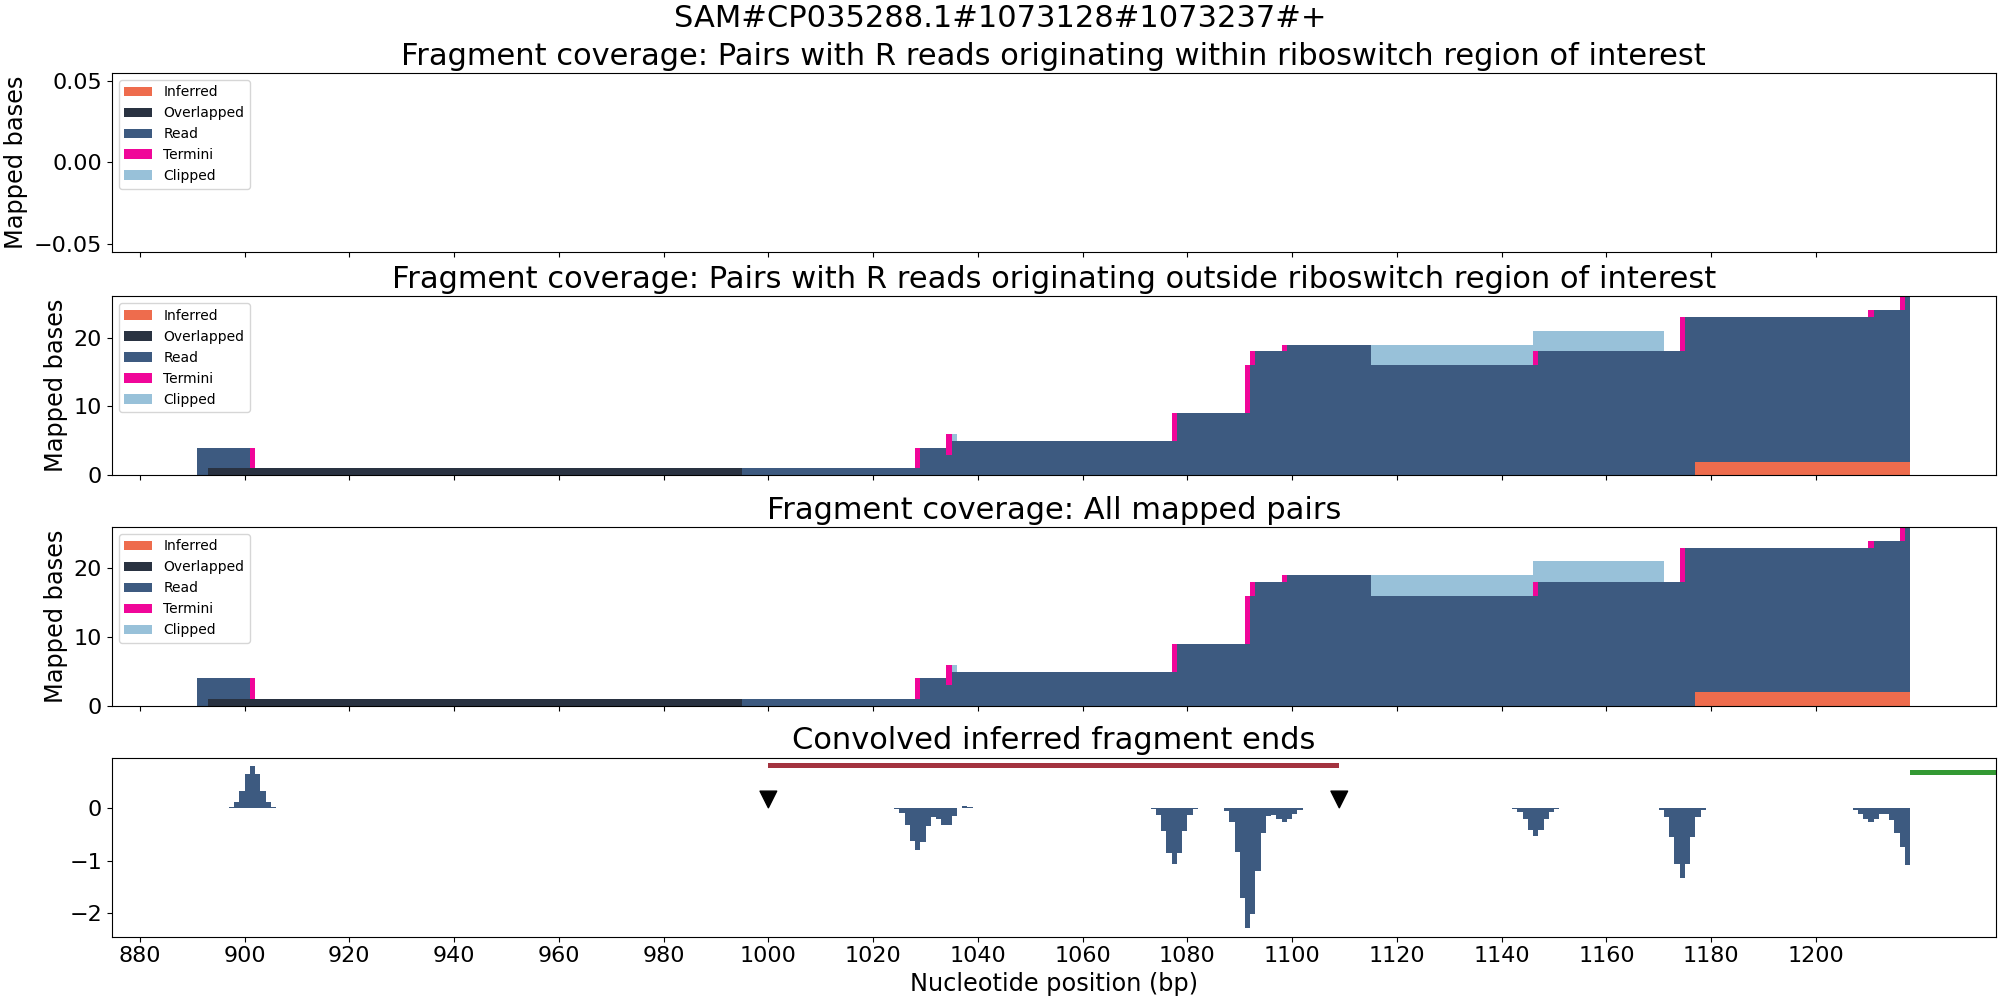 SAM#CP035288.1#1073128#1073237#+
Fragment coverage: Pairs with R reads originating within riboswitch region of interest
Mapped bases
0.05
0.00
−0.05
Inferred
Overlapped
Read
Termini
Clipped
Fragment coverage: Pairs with R reads originating outside riboswitch region of interest
Mapped bases
20
10
0
Inferred
Overlapped
Read
Termini
Clipped
Fragment coverage: All mapped pairs
Mapped bases
20
10
0
Inferred
Overlapped
Read
Termini
Clipped
Convolved inferred fragment ends
0
−1
−2
880 900 920 940 960 980 1000 1020 1040 1060 1080 1100 1120 1140 1160 1180 1200
Nucleotide position (bp)